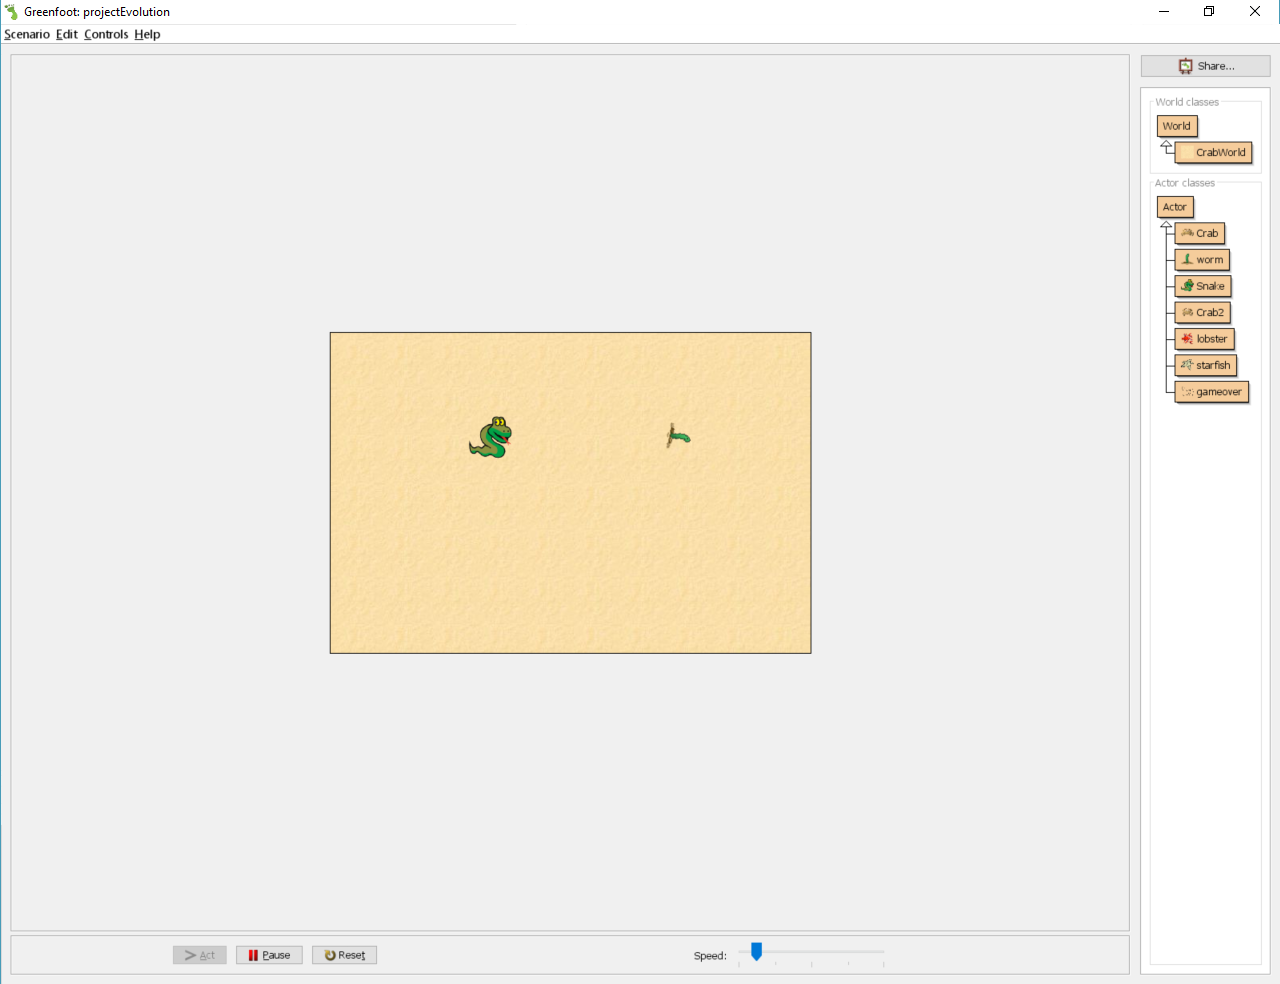 Greenfoot: projectEvolution
Scenario Edit Controls Help
Share...
World classes
World
CrabWorld
Actor classes
Actor
Crab
worm
Snake
Crab2
lobster
starfish
gameover
Act
Pause
Reset
Speed: